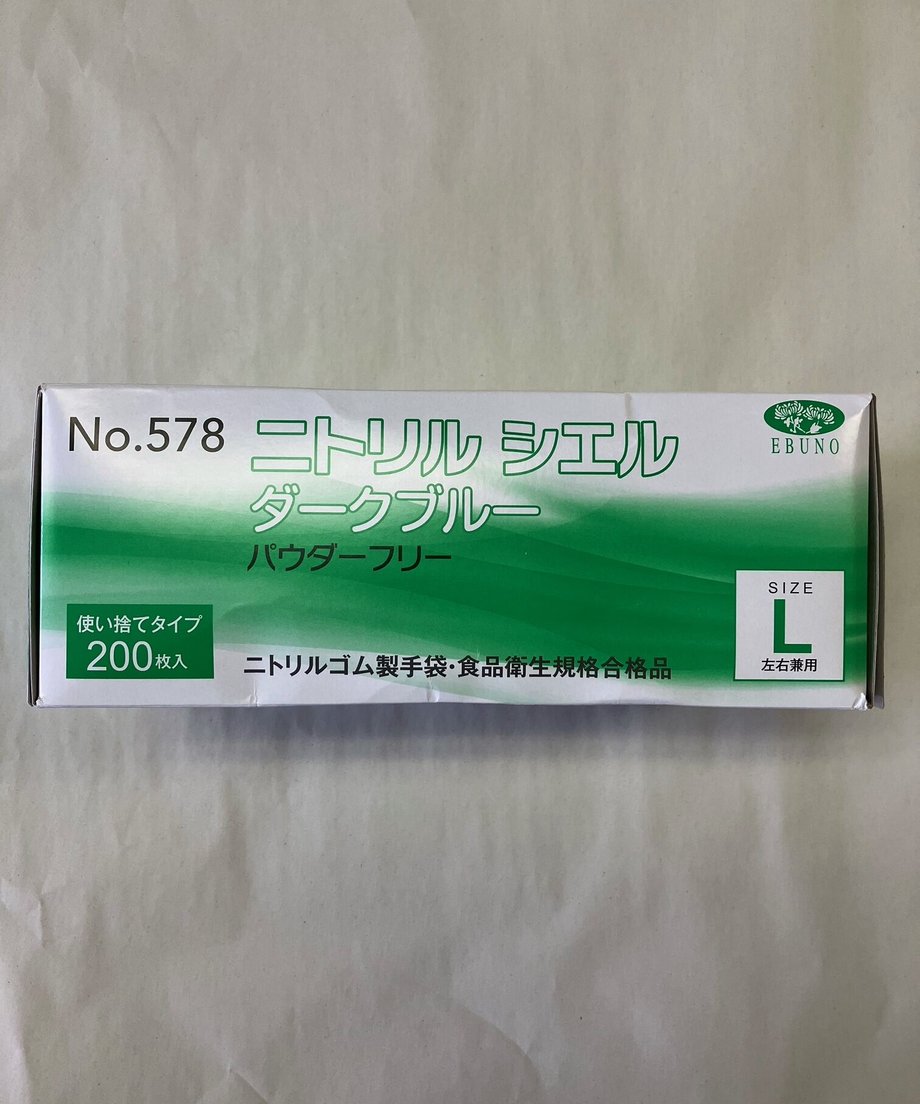 No.578
ニトリル シエル
ダークブルー
パウダーフリー
EBUNO
使い捨てタイプ
200枚入
ニトリルゴム製手袋・食品衛生規格合格品
SIZE
L
左右兼用